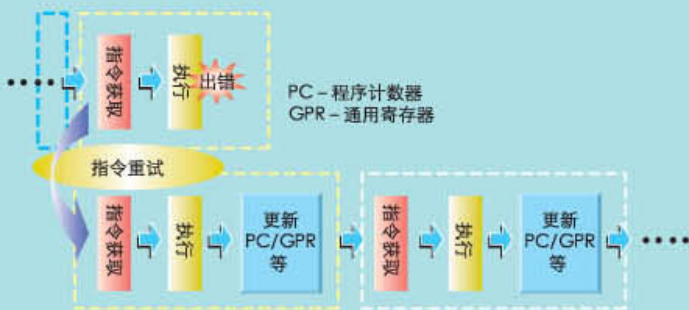 指令获取
执行
出错
PC – 程序计数器
GPR – 通用寄存器
指令重试
指令获取
执行
更新
PC/GPR
等
指令获取
执行
更新
PC/GPR
等